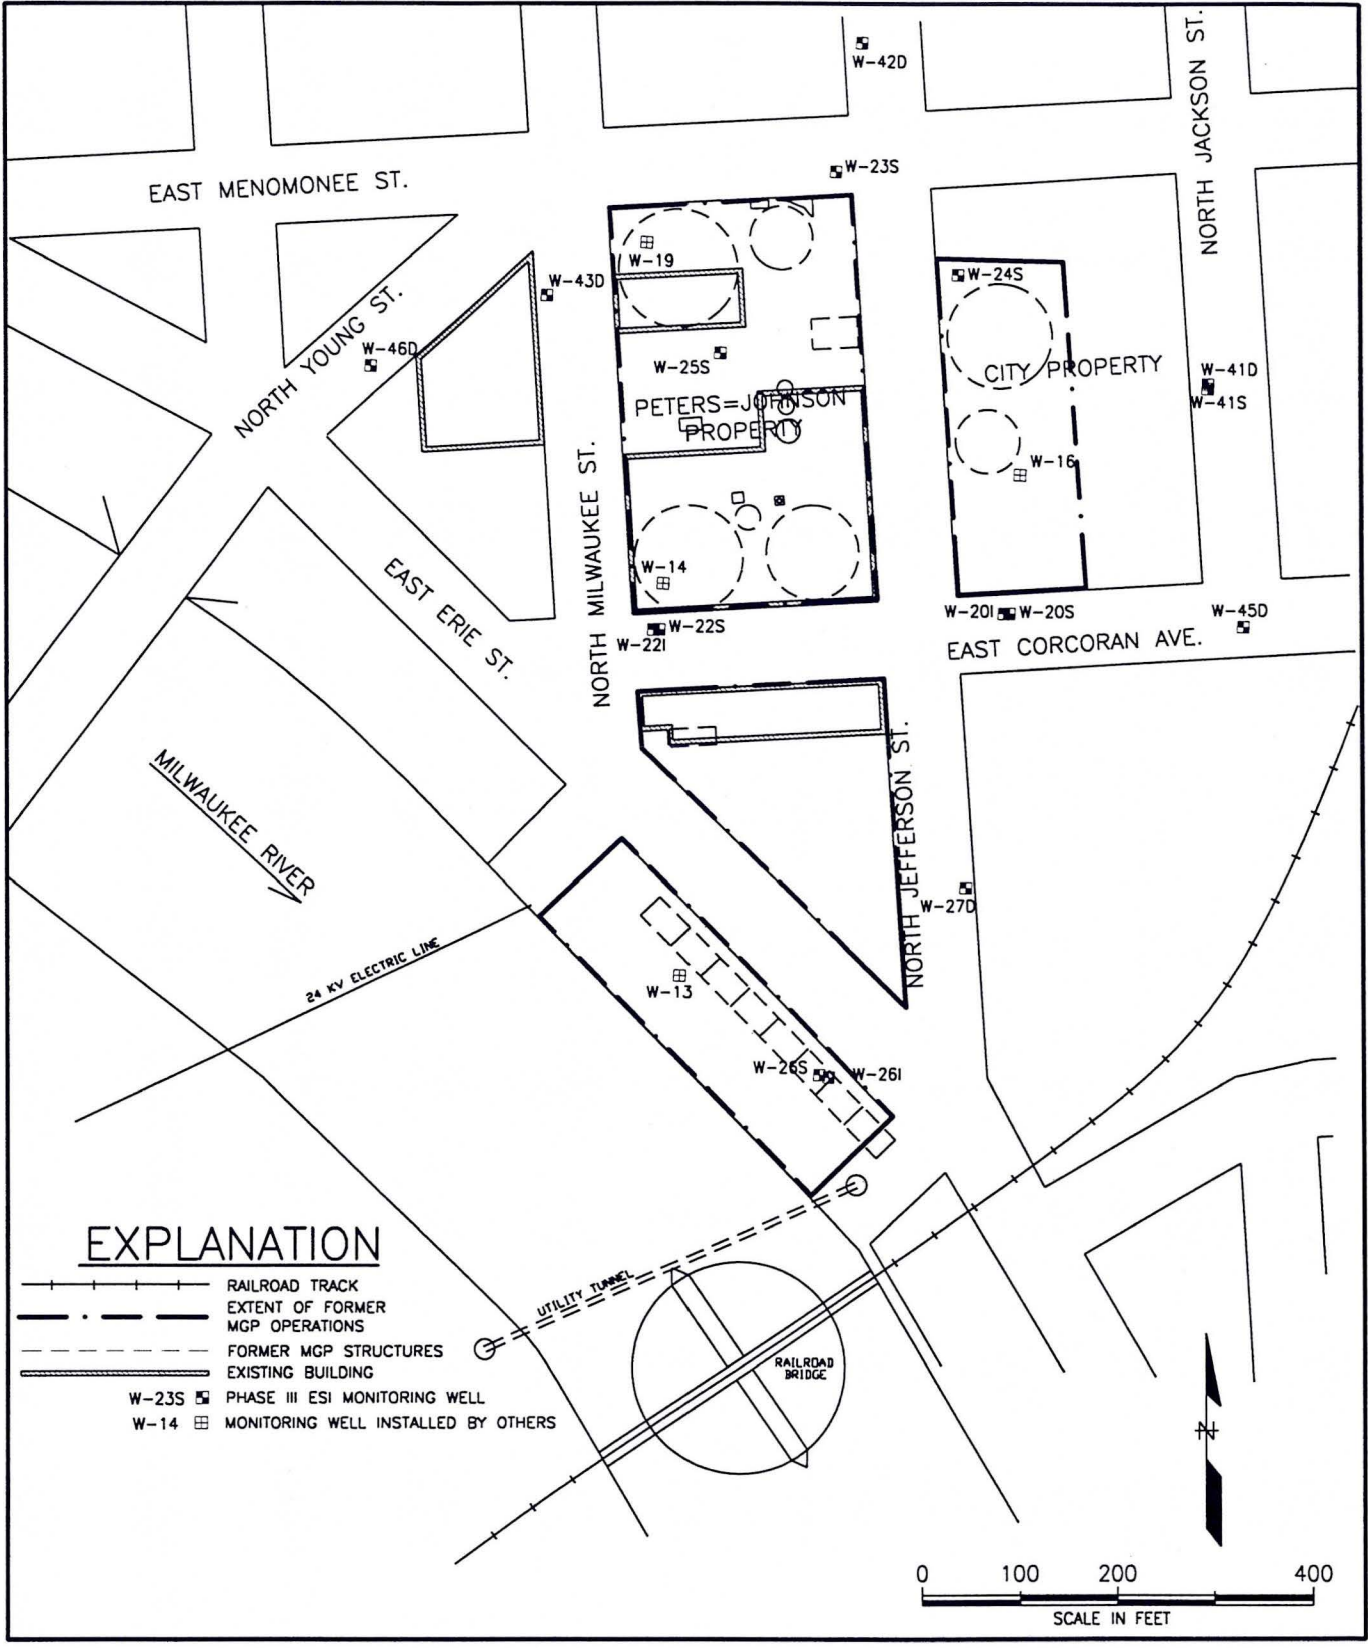 W-42D
NORTH JACKSON ST.
W-23S
EAST MENOMONEE ST.
W-19
W-43D
W-24S
NORTH YOUNG ST.
W-46D
W-25S
CITY PROPERTY
W-41D
W-41S
PETERS=JOHNSON
PROPERTY
W-16
NORTH MILWAUKEE ST.
W-14
EAST ERIE ST.
W-22S
W-22I
W-20I
W-20S
W-45D
EAST CORCORAN AVE.
NORTH JEFFERSON ST.
MILWAUKEE RIVER
W-27D
24 KV ELECTRIC LINE
W-13
W-26S
W-26I
UTILITY TUNNEL
RAILROAD
BRIDGE
EXPLANATION
RAILROAD TRACK
EXTENT OF FORMER
MGP OPERATIONS
FORMER MGP STRUCTURES
EXISTING BUILDING
W-23S PHASE III ESI MONITORING WELL
W-14 MONITORING WELL INSTALLED BY OTHERS
N
0 100 200 400
SCALE IN FEET